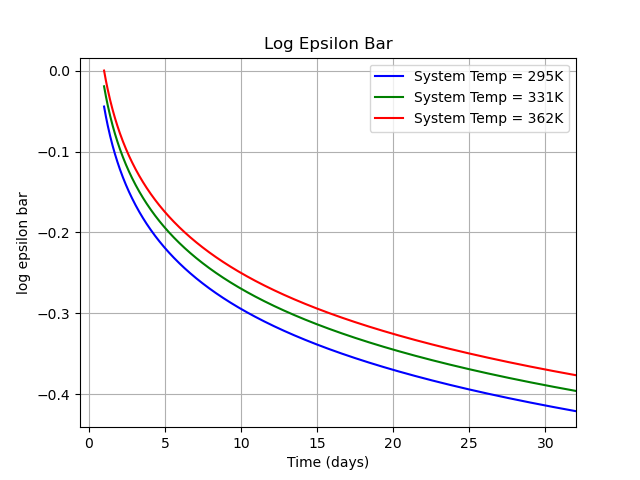 Log Epsilon Bar
System Temp = 295K
System Temp = 331K
System Temp = 362K
0.0
−0.1
−0.2
−0.3
−0.4
log epsilon bar
0 5 10 15 20 25 30
Time (days)